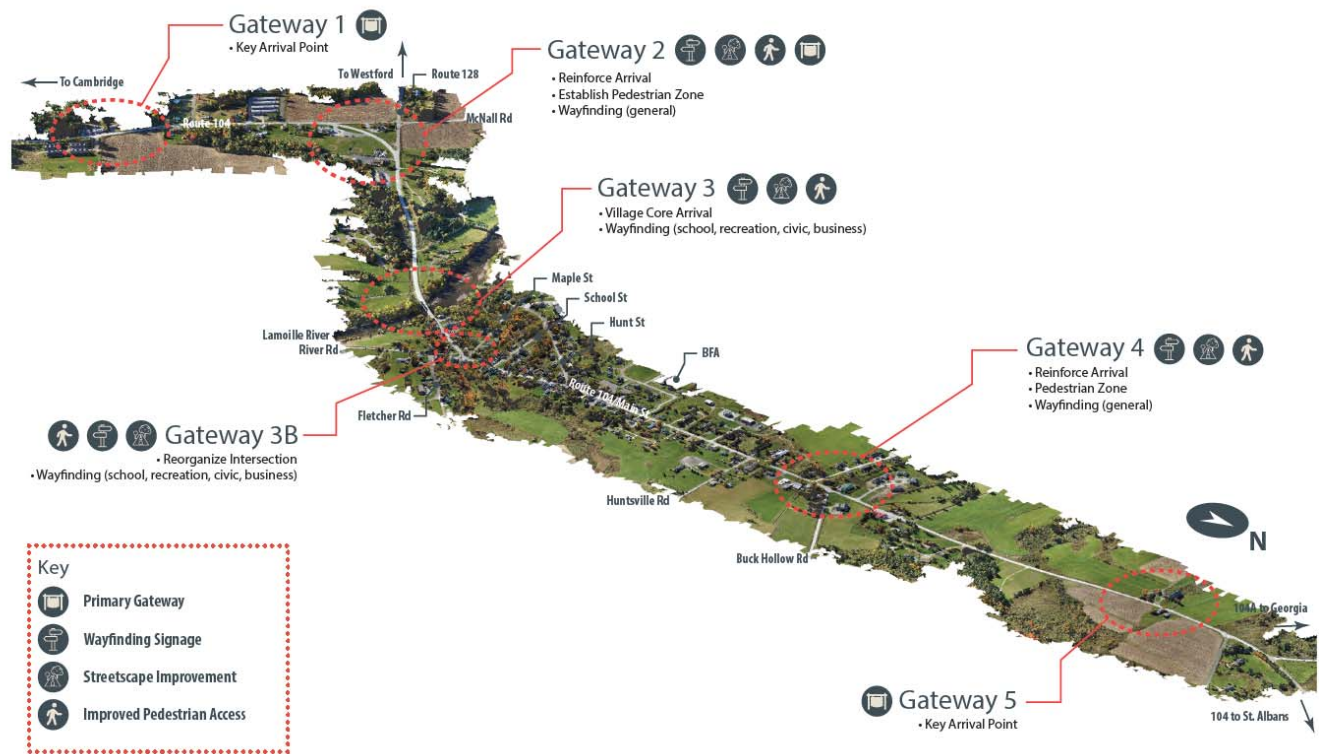 Gateway 1
• Key Arrival Point
Gateway 2
• Reinforce Arrival
• Establish Pedestrian Zone
• Wayfinding (general)
To Cambridge
To Westford
Route 128
Route 104
McNall Rd
Gateway 3
• Village Core Arrival
• Wayfinding (school, recreation, civic, business)
Maple St
School St
Hunt St
BFA
Lamoille River
River Rd
Route 104/Main St
Fletcher Rd
Gateway 4
• Reinforce Arrival
• Pedestrian Zone
• Wayfinding (general)
Gateway 3B
• Reorganize Intersection
• Wayfinding (school, recreation, civic, business)
Huntsville Rd
Buck Hollow Rd
N
104A to Georgia
Gateway 5
• Key Arrival Point
104 to St. Albans
Key
Primary Gateway
Wayfinding Signage
Streetscape Improvement
Improved Pedestrian Access